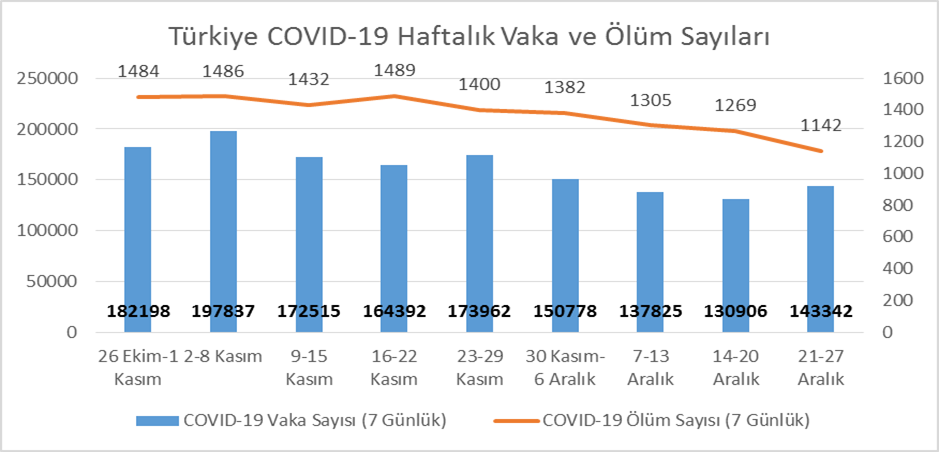 Türkiye COVID-19 Haftalık Vaka ve Ölüm Sayıları
250000
200000
150000
100000
50000
0
1484 1486 1432 1489 1400 1382 1305 1269 1142
182198 197837 172515 164392 173962 150778 137825 130906 143342
1600
1400
1200
1000
800
600
400
200
0
26 Ekim-1 2-8 Kasım 9-15 16-22 23-29 30 Kasım- 7-13 14-20 21-27
Kasım Kasım Kasım Kasım 6 Aralık Aralık Aralık Aralık
COVID-19 Vaka Sayısı (7 Günlük) COVID-19 Ölüm Sayısı (7 Günlük)